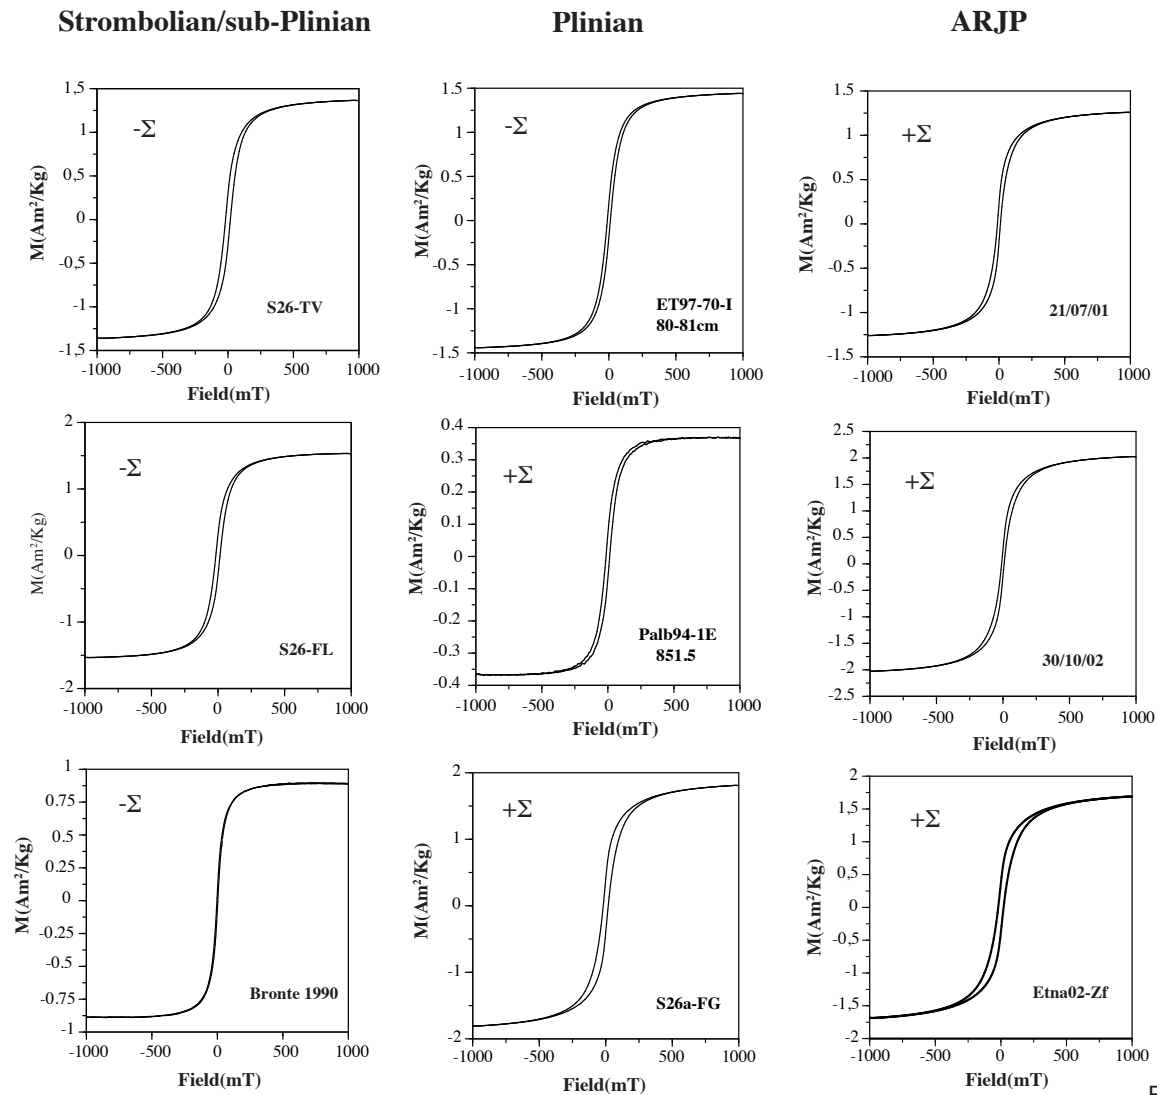 Strombolian/sub-Plinian
Plinian
ARJP
M(Am²/Kg)
1,5
1
0.5
0
-0.5
-1
1,5
-Σ
S26-TV
-1000 -500 0 500 1000
Field(mT)
M(Am²/Kg)
1.5
1
0.5
0
-0.5
-1
-1.5
-Σ
ET97-70-I
80-81cm
-1000 -500 0 500 1000
Field(mT)
M(Am²/Kg)
1.5
1
0.5
0
-0.5
-1
-1.5
+Σ
21/07/01
-1000 -500 0 500 1000
Field(mT)
M(Am²/Kg)
2
1
0
-1
-2
-Σ
S26-FL
-1000 -500 0 500 1000
Field(mT)
M(Am²/Kg)
0.4
0.3
0.2
0.1
0
-0.1
-0.2
-0.3
-0.4
+Σ
Palb94-1E
851.5
-1000 -500 0 500 1000
Field(mT)
M(Am²/Kg)
2.5
2
1.5
1
0.5
0
-0.5
-1
-1.5
-2
-2.5
+Σ
30/10/02
-1000 -500 0 500 1000
Field(mT)
M(Am²/Kg)
1
0.75
0.5
0.25
0
-0.25
-0.5
-0.75
-1
-Σ
Bronte 1990
-1000 -500 0 500 1000
Field(mT)
M(Am²/Kg)
2
1
0
-1
-2
+Σ
S26a-FG
-1000 -500 0 500 1000
Field(mT)
M(Am²/Kg)
2
1.5
1
0.5
0
-0.5
-1
-1.5
-2
+Σ
Etna02-Zf
-1000 -500 0 500 1000
Field(mT)